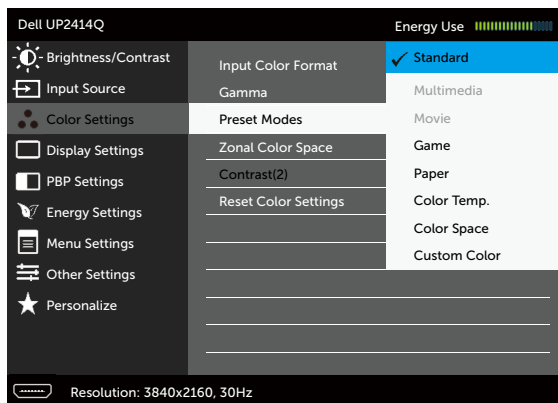 Dell UP2414Q
Energy Use
Brightness/Contrast
Input Source
Color Settings
Display Settings
PBP Settings
Energy Settings
Menu Settings
Other Settings
Personalize
Input Color Format
Gamma
Preset Modes
Zonal Color Space
Contrast(2)
Reset Color Settings
Standard
Multimedia
Movie
Game
Paper
Color Temp.
Color Space
Custom Color
Resolution: 3840x2160, 30Hz